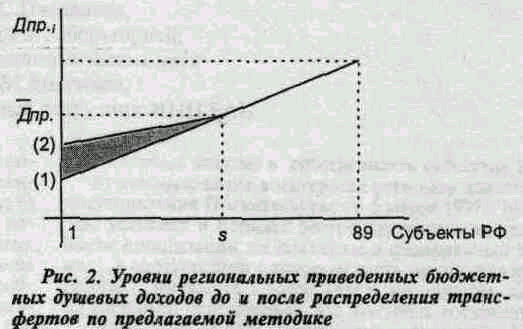 Дпр.i
Дпр.
(2)
(1)
1
s
89
Субъекты РФ
Рис. 2. Уровни региональных приведенных бюджет-
ных душевых доходов до и после распределения транс-
фертов по предлагаемой методике